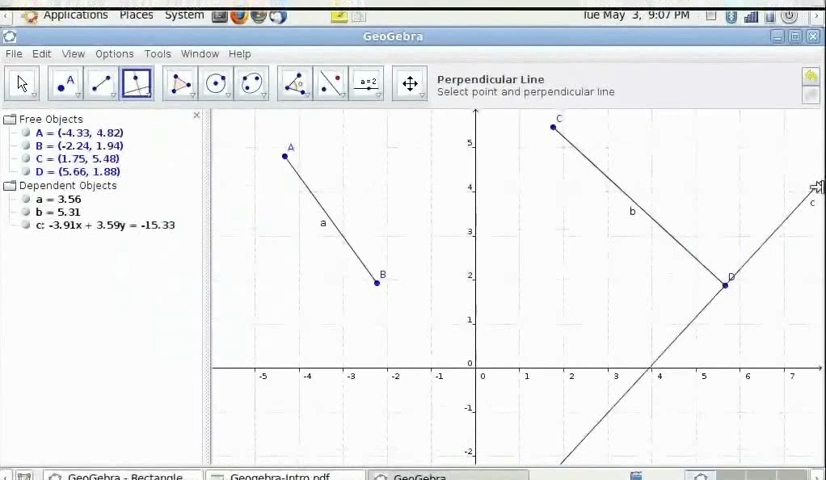 Applications Places System Tue May 3, 9:07 PM
GeoGebra
File Edit View Options Tools Window Help
A a=2 Perpendicular Line
Select point and perpendicular line
Free Objects
A = (-4.33, 4.82)
B = (-2.24, 1.94)
C = (1.75, 5.48)
D = (5.66, 1.88)
Dependent Objects
a = 3.56
b = 5.31
c: -3.91x + 3.59y = -15.33
C
5
A
4
c
b
a
3
B
D
2
1
0
-5 -4 -3 -2 -1 0 1 2 3 4 5 6 7
-1
-2
GeoGebra - Rectangle... Geogebra-Intro.pdf GeoGebra